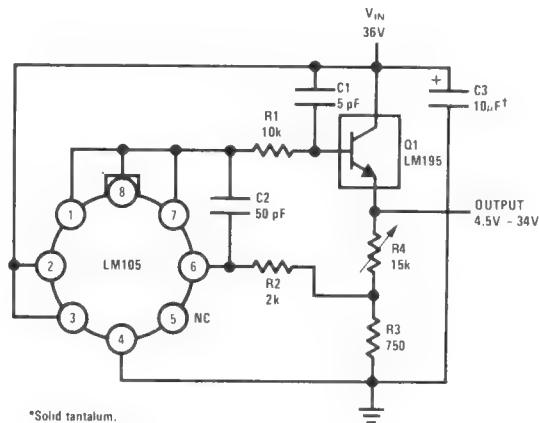 VIN
36V
C1
5 pF
C3
10μF†
R1
10k
Q1
LM195
8
1
7
C2
50 pF
OUTPUT
4.5V – 34V
2
LM105
6
R4
15k
R2
2k
3
4
5
NC
R3
750
*Solid tantalum.